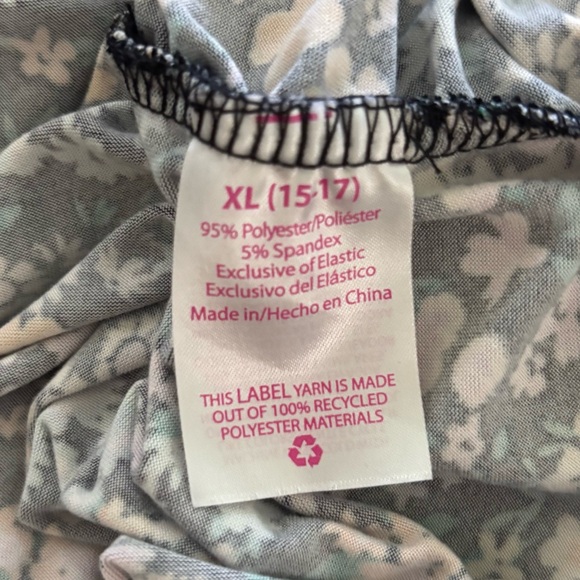 XL (15-17)
95% Polyester/Poliéster
5% Spandex
Exclusive of Elastic
Exclusivo del Elástico
Made in/Hecho en China
THIS LABEL YARN IS MADE
OUT OF 100% RECYCLED
POLYESTER MATERIALS